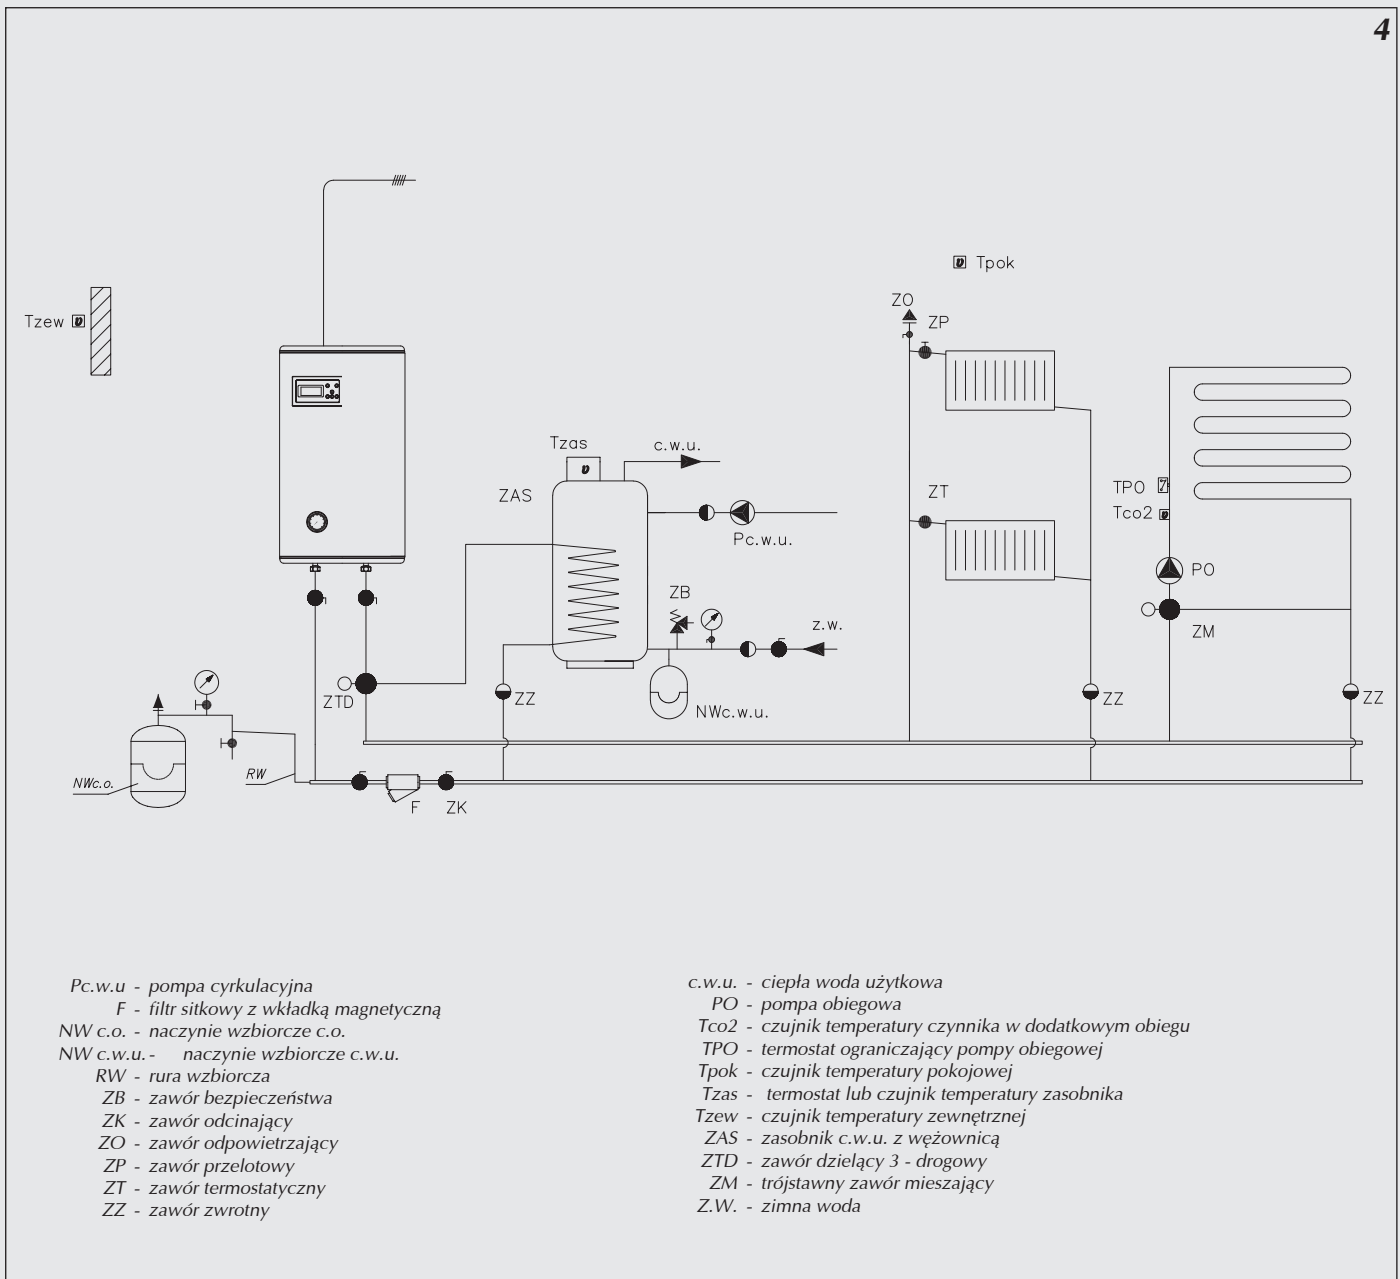 4
Tpok
ZO
ZP
Tzew
Tzas
c.w.u.
ZAS
ZT
TPO
Tco2
Pc.w.u.
PO
ZB
z.w.
ZM
ZTD
ZZ
NWc.w.u.
ZZ
ZZ
RW
NWc.o.
F
ZK
Pc.w.u - pompa cyrkulacyjna
F - filtr sitkowy z wkładką magnetyczną
NW c.o. - naczynie wzbiorcze c.o.
NW c.w.u. - naczynie wzbiorcze c.w.u.
RW - rura wzbiorcza
ZB - zawór bezpieczeństwa
ZK - zawór odcinający
ZO - zawór odpowietrzający
ZP - zawór przelotowy
ZT - zawór termostatyczny
ZZ - zawór zwrotny
c.w.u. - ciepła woda użytkowa
PO - pompa obiegowa
Tco2 - czujnik temperatury czynnika w dodatkowym obiegu
TPO - termostat ograniczający pompy obiegowej
Tpok - czujnik temperatury pokojowej
Tzas - termostat lub czujnik temperatury zasobnika
Tzew - czujnik temperatury zewnętrznej
ZAS - zasobnik c.w.u. z wężownicą
ZTD - zawór dzielący 3 - drogowy
ZM - trójstawny zawór mieszający
Z.W. - zimna woda